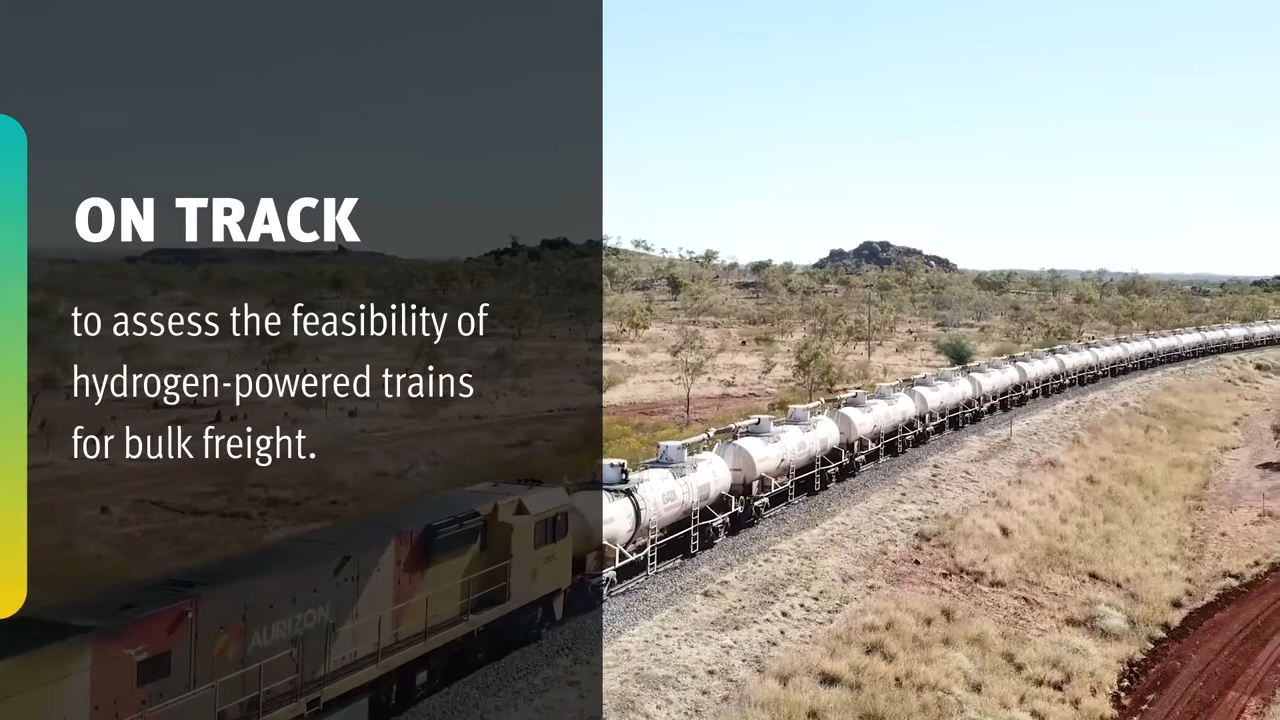 ON TRACK
to assess the feasibility of
hydrogen-powered trains
for bulk freight.
AURIZON